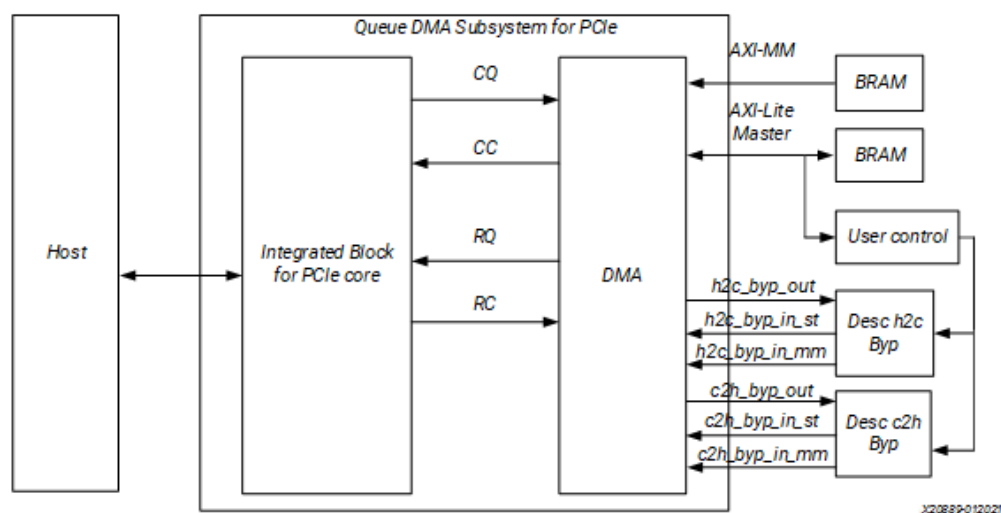 Queue DMA Subsystem for PCIe
Host
Integrated Block
for PCIe core
CQ
CC
RQ
RC
DMA
AXI-MM
BRAM
AXI-Lite
Master
BRAM
User control
h2c_byp_out
h2c_byp_in_st
h2c_byp_in_mm
Desc h2c
Byp
c2h_byp_out
c2h_byp_in_st
c2h_byp_in_mm
Desc c2h
Byp
X20889-012021